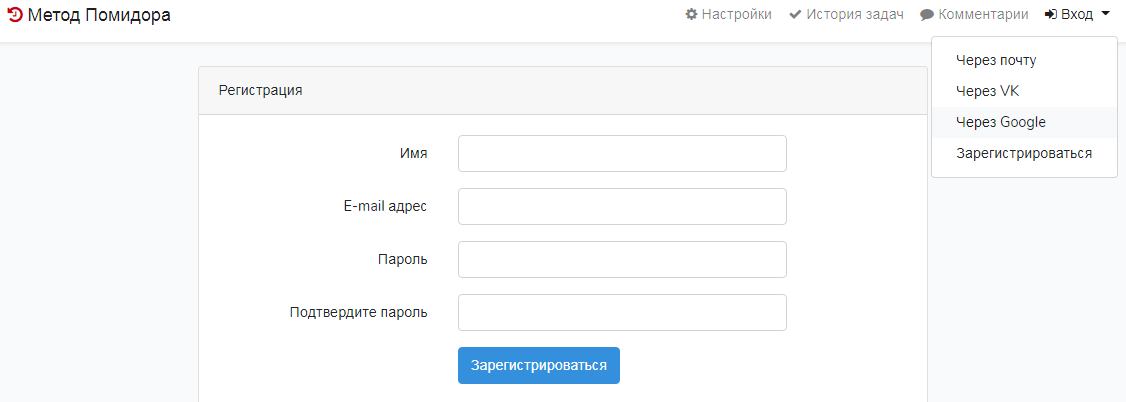 Метод Помидора
Настройки История задач Комментарии Вход
Через почту
Через VK
Через Google
Зарегистрироваться
Регистрация
Имя
E-mail адрес
Пароль
Подтвердите пароль
Зарегистрироваться